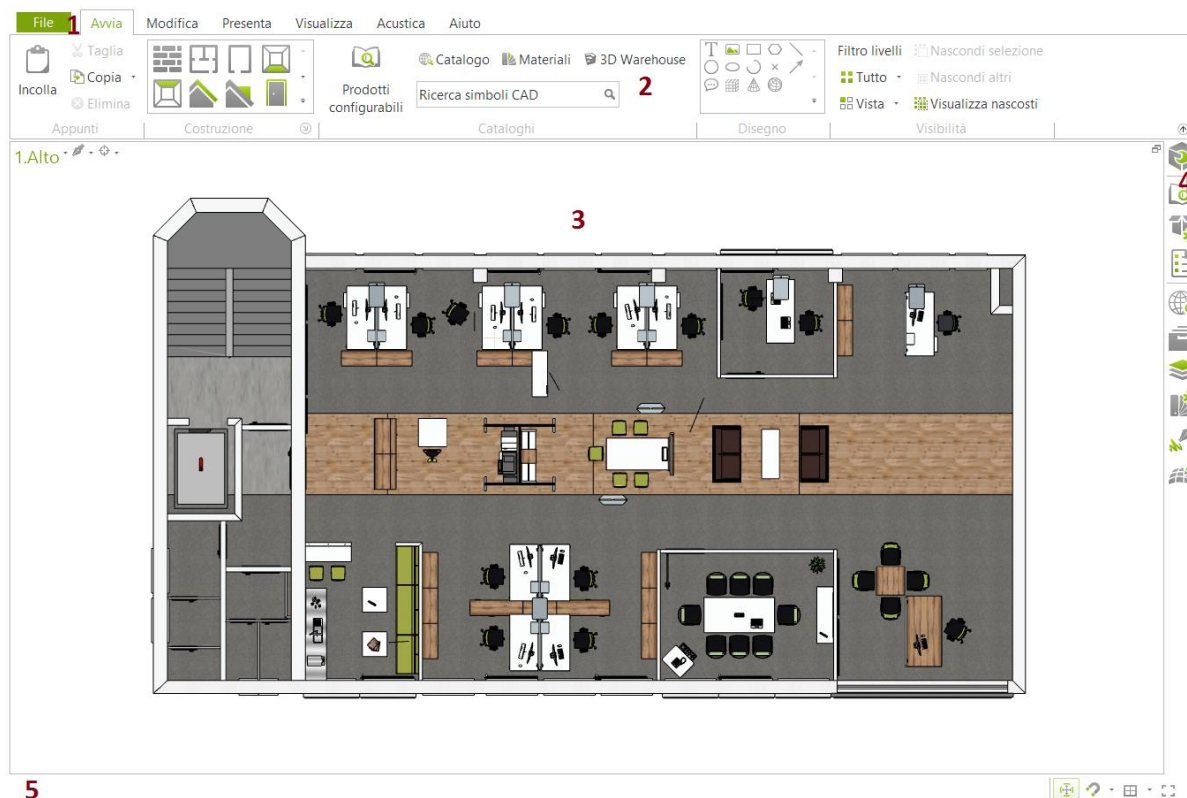 File 1 Avvia Modifica Presenta Visualizza Acustica Aiuto
Incolla
Taglia
Copia
Elimina
Appunti
Costruzione
Prodotti
configurabili
Catalogo Materiali 3D Warehouse
Ricerca simboli CAD
2
Cataloghi
Disegno
Filtro livelli Nascondi selezione
Tutto Nascondi altri
Vista Visualizza nascosti
Visibilità
1.Alto
3
4
5